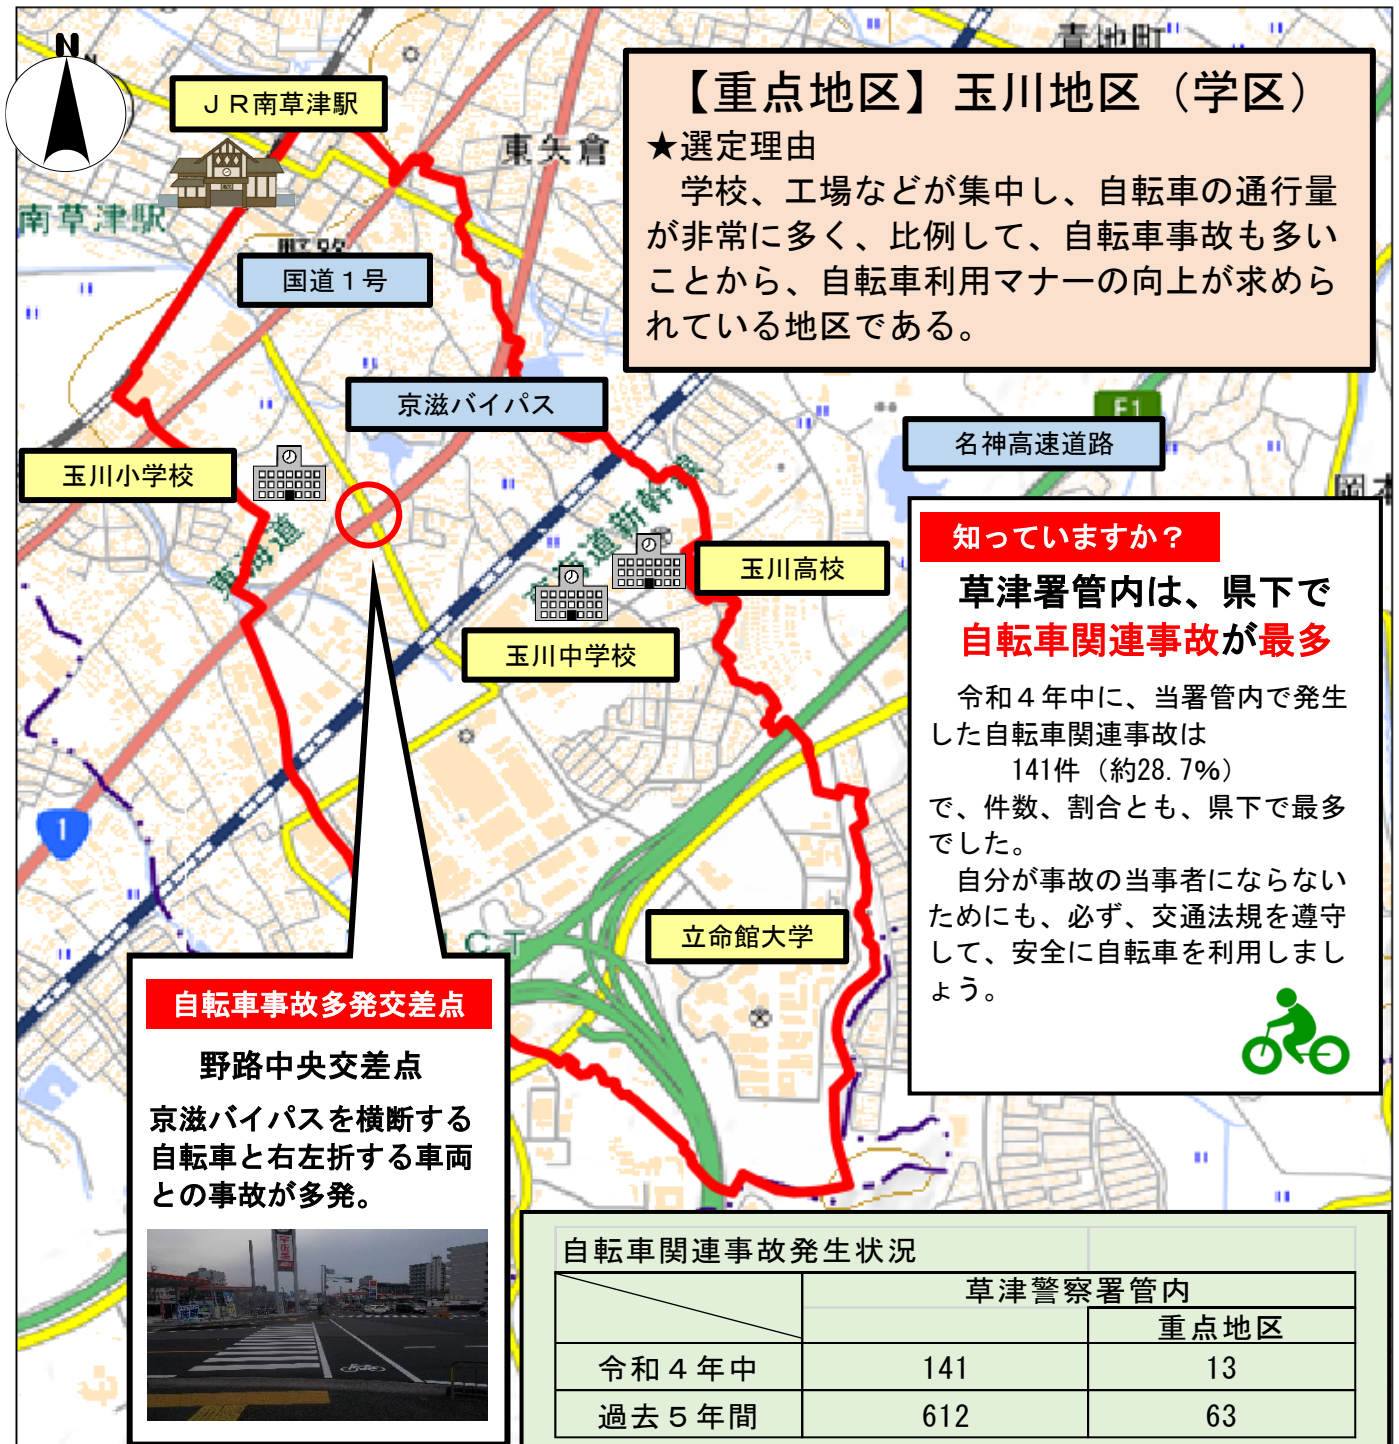 N
青地町
ＪＲ南草津駅
東矢倉
南草津駅
【重点地区】玉川地区（学区）
★選定理由
　学校、工場などが集中し、自転車の通行量
が非常に多く、比例して、自転車事故も多い
ことから、自転車利用マナーの向上が求めら
れている地区である。
国道１号
京滋バイパス
E1
名神高速道路
玉川小学校
東海道
玉川高校
玉川中学校
1
立命館大学
知っていますか？
草津署管内は、県下で
自転車関連事故が最多
　令和４年中に、当署管内で発生
した自転車関連事故は
141件（約28.7%）
で、件数、割合とも、県下で最多
でした。
　自分が事故の当事者にならない
ためにも、必ず、交通法規を遵守
して、安全に自転車を利用しまし
ょう。
自転車事故多発交差点
野路中央交差点
京滋バイパスを横断する
自転車と右左折する車両
との事故が多発。
自転車関連事故発生状況
草津警察署管内
重点地区
令和４年中 141 13
過去５年間 612 63